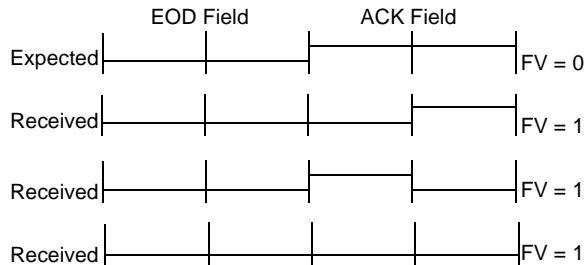 EOD Field ACK Field
Expected FV = 0
Received FV = 1
Received FV = 1
Received FV = 1